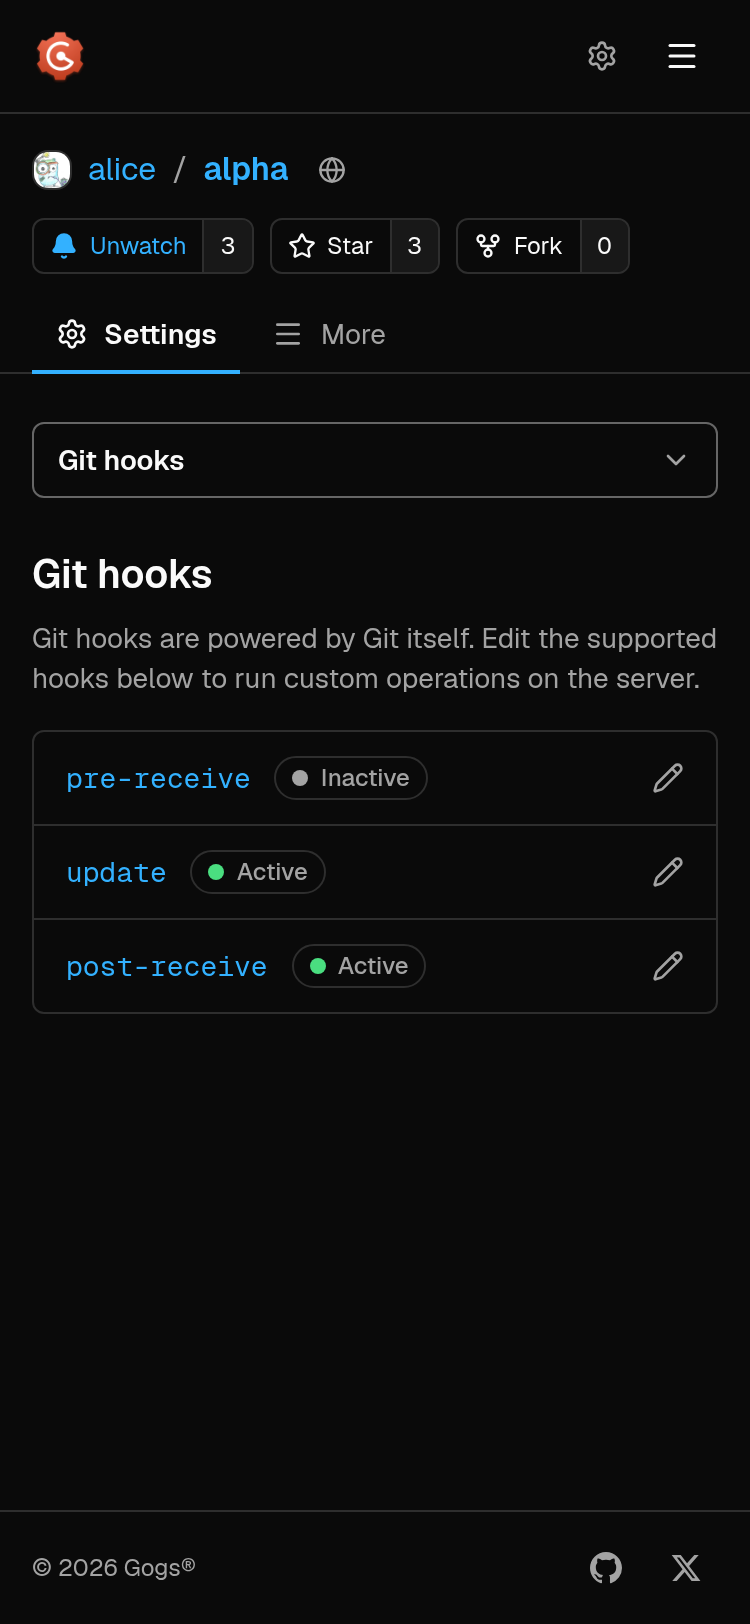 alice / alpha
Unwatch 3 Star 3 Fork 0
Settings More
Git hooks
Git hooks
Git hooks are powered by Git itself. Edit the supported
hooks below to run custom operations on the server.
pre-receive Inactive
update Active
post-receive Active
© 2026 Gogs®